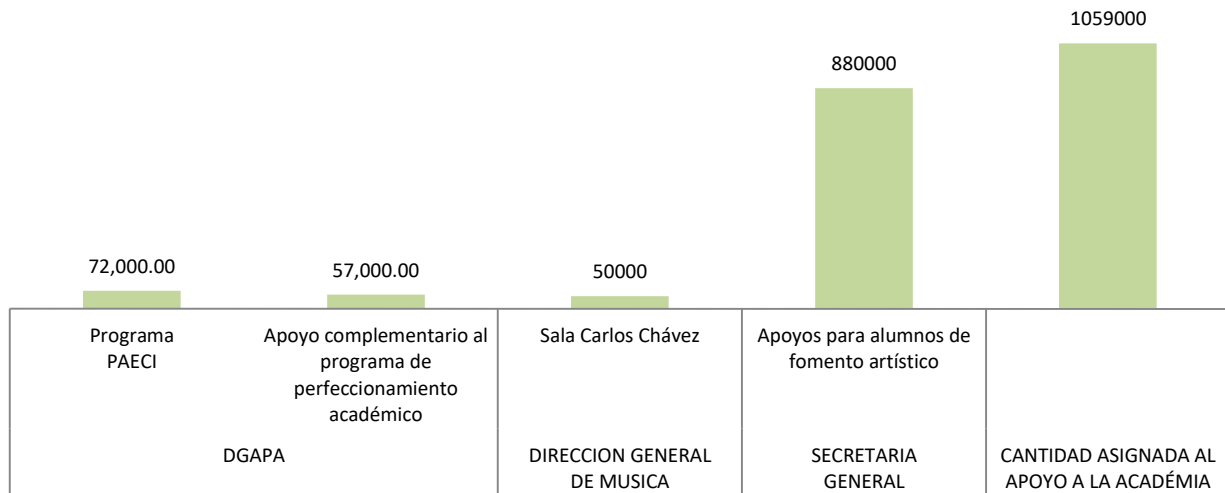 1059000
880000
72,000.00
57,000.00
50000
Programa
PAECI
Apoyo complementario al
programa de
perfeccionamiento
académico
Sala Carlos Chávez
Apoyos para alumnos de
fomento artístico
DGAPA
DIRECCION GENERAL
DE MUSICA
SECRETARIA
GENERAL
CANTIDAD ASIGNADA AL
APOYO A LA ACADÉMIA